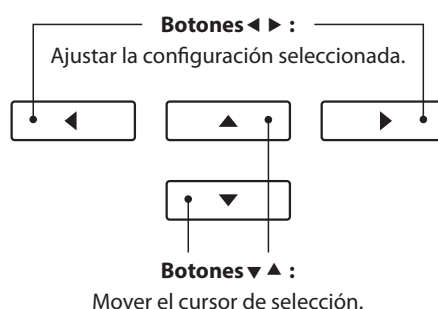 Botones◀ ▶ :
Ajustar la configuración seleccionada.
◀ ▲ ▶
▼
Botones▼ ▲ :
Mover el cursor de selección.